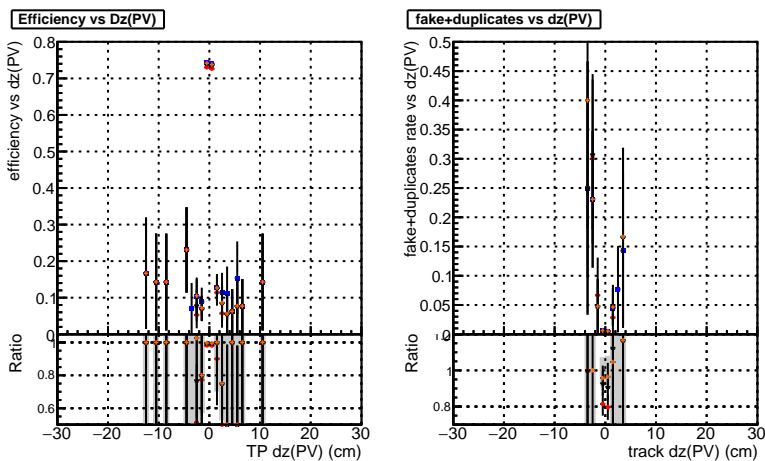 Efficiency vs Dz(PV)
efficiency vs dz(PV)
0.8
0.7
0.6
0.5
0.4
0.3
0.2
0.1
0
Ratio
1
0.8
0.6
−30 −20 −10 0 10 20 30
TP dz(PV) (cm)
fake+duplicates vs dz(PV)
fake+duplicates rate vs dz(PV)
0.5
0.45
0.4
0.35
0.3
0.25
0.2
0.15
0.1
0.05
Ratio
1
0.8
−30 −20 −10 0 10 20 30
track dz(PV) (cm)